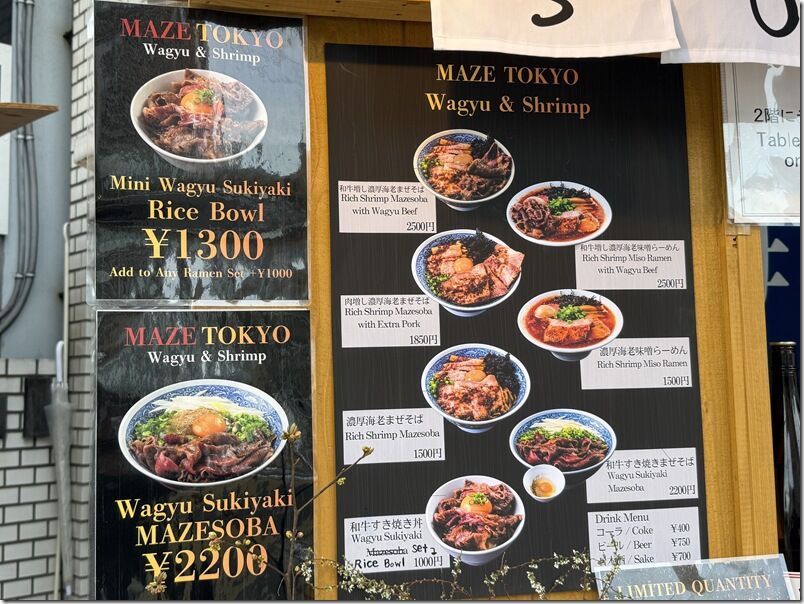 MAZE TOKYO
Wagyu & Shrimp
Mini Wagyu Sukiyaki
Rice Bowl
¥1300
Add to Any Ramen Set +¥1000
MAZE TOKYO
Wagyu & Shrimp
Wagyu Sukiyaki
MAZESOBA
¥2200
MAZE TOKYO
Wagyu & Shrimp
和牛増し濃厚海老まぜそば
Rich Shrimp Mazesoba
with Wagyu Beef
2500円
和牛増し濃厚海老味噌らーめん
Rich Shrimp Miso Ramen
with Wagyu Beef
2500円
肉増し濃厚海老まぜそば
Rich Shrimp Mazesoba
with Extra Pork
1850円
濃厚海老味噌らーめん
Rich Shrimp Miso Ramen
1500円
濃厚海老まぜそば
Rich Shrimp Mazesoba
1500円
和牛すき焼きまぜそば
Wagyu Sukiyaki
Mazesoba
2200円
和牛すき焼き丼
Wagyu Sukiyaki
Mazesoba Set
Rice Bowl 1000円
Drink Menu
コーラ / Coke ¥400
ビール / Beer ¥750
日本酒 / Sake ¥700
2階に
Table
LIMITED QUANTITY